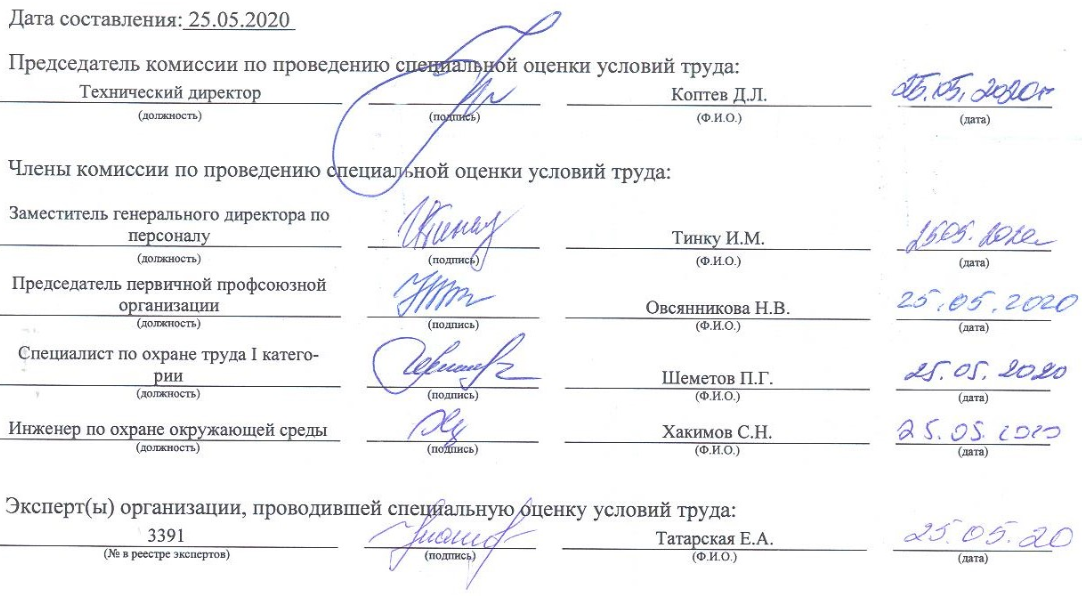 Дата составления: 25.05.2020
Председатель комиссии по проведению специальной оценки условий труда:
Технический директор Коптев Д.Л. 25.05.2020г
(должность) (подпись) (Ф.И.О.) (дата)
Члены комиссии по проведению специальной оценки условий труда:
Заместитель генерального директора по
персоналу Тинку И.М. 25.05.2020г
(должность) (подпись) (Ф.И.О.) (дата)
Председатель первичной профсоюзной
организации Овсянникова Н.В. 25.05.2020
(должность) (подпись) (Ф.И.О.) (дата)
Специалист по охране труда I катего-
рии Шеметов П.Г. 25.05.2020
(должность) (подпись) (Ф.И.О.) (дата)
Инженер по охране окружающей среды Хакимов С.Н. 25.05.2020
(должность) (подпись) (Ф.И.О.) (дата)
Эксперт(ы) организации, проводившей специальную оценку условий труда:
3391 Татарская Е.А. 25.05.20
(№ в реестре экспертов) (подпись) (Ф.И.О.) (дата)